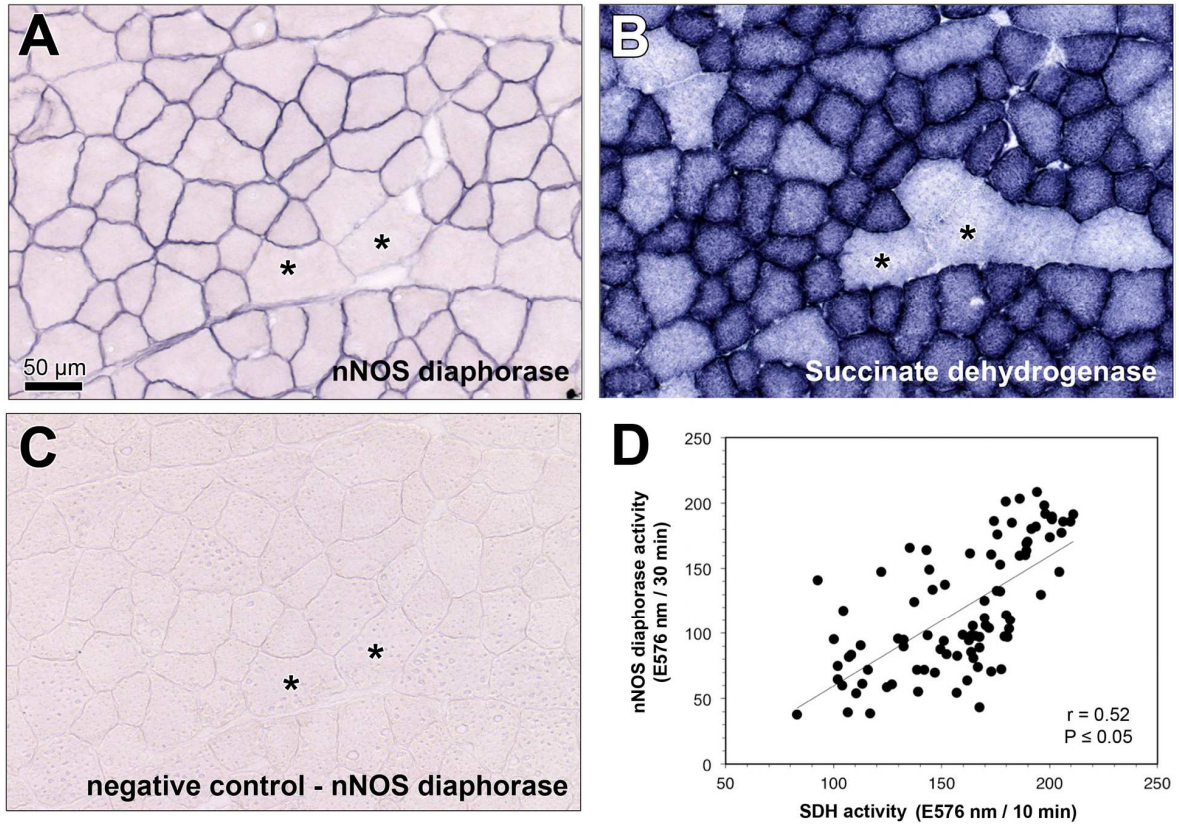 A
*
*
50 µm
nNOS diaphorase
B
*
*
Succinate dehydrogenase
C
*
*
negative control - nNOS diaphorase
D
nNOS diaphorase activity
(E576 nm / 30 min)
250
200
150
100
50
0
r = 0.52
P ≤ 0.05
50 100 150 200 250
SDH activity (E576 nm / 10 min)